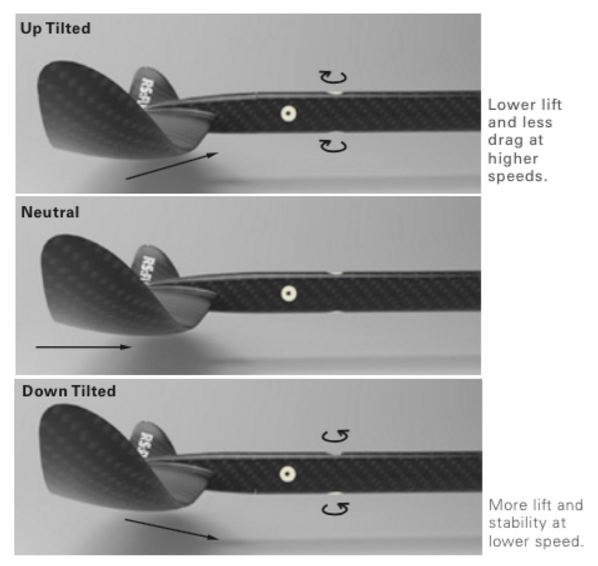 Up Tilted
Lower lift
and less
drag at
higher
speeds.
Neutral
Down Tilted
More lift and
stability at
lower speed.